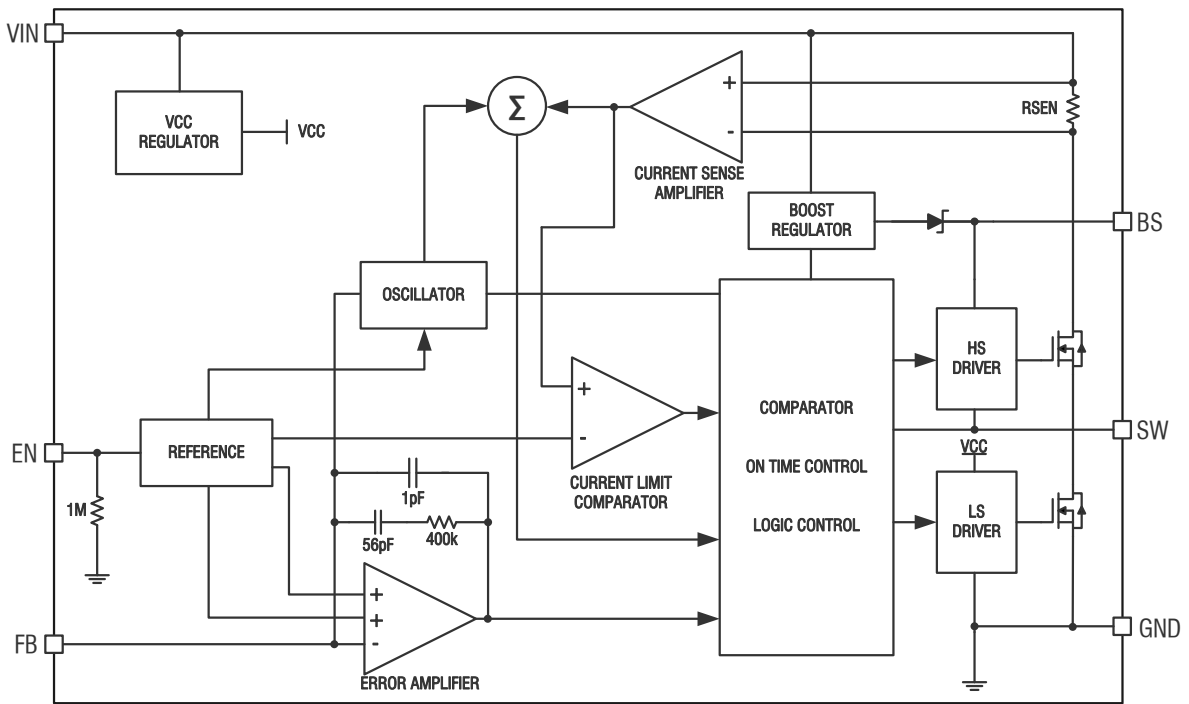 VIN
VCC
REGULATOR
VCC
Σ
+
-
RSEN
CURRENT SENSE
AMPLIFIER
BOOST
REGULATOR
BS
OSCILLATOR
HS
DRIVER
+
-
COMPARATOR
ON TIME CONTROL
LOGIC CONTROL
CURRENT LIMIT
COMPARATOR
SW
VCC
EN
REFERENCE
1M
1pF
56pF
400k
LS
DRIVER
+
+
-
FB
ERROR AMPLIFIER
GND